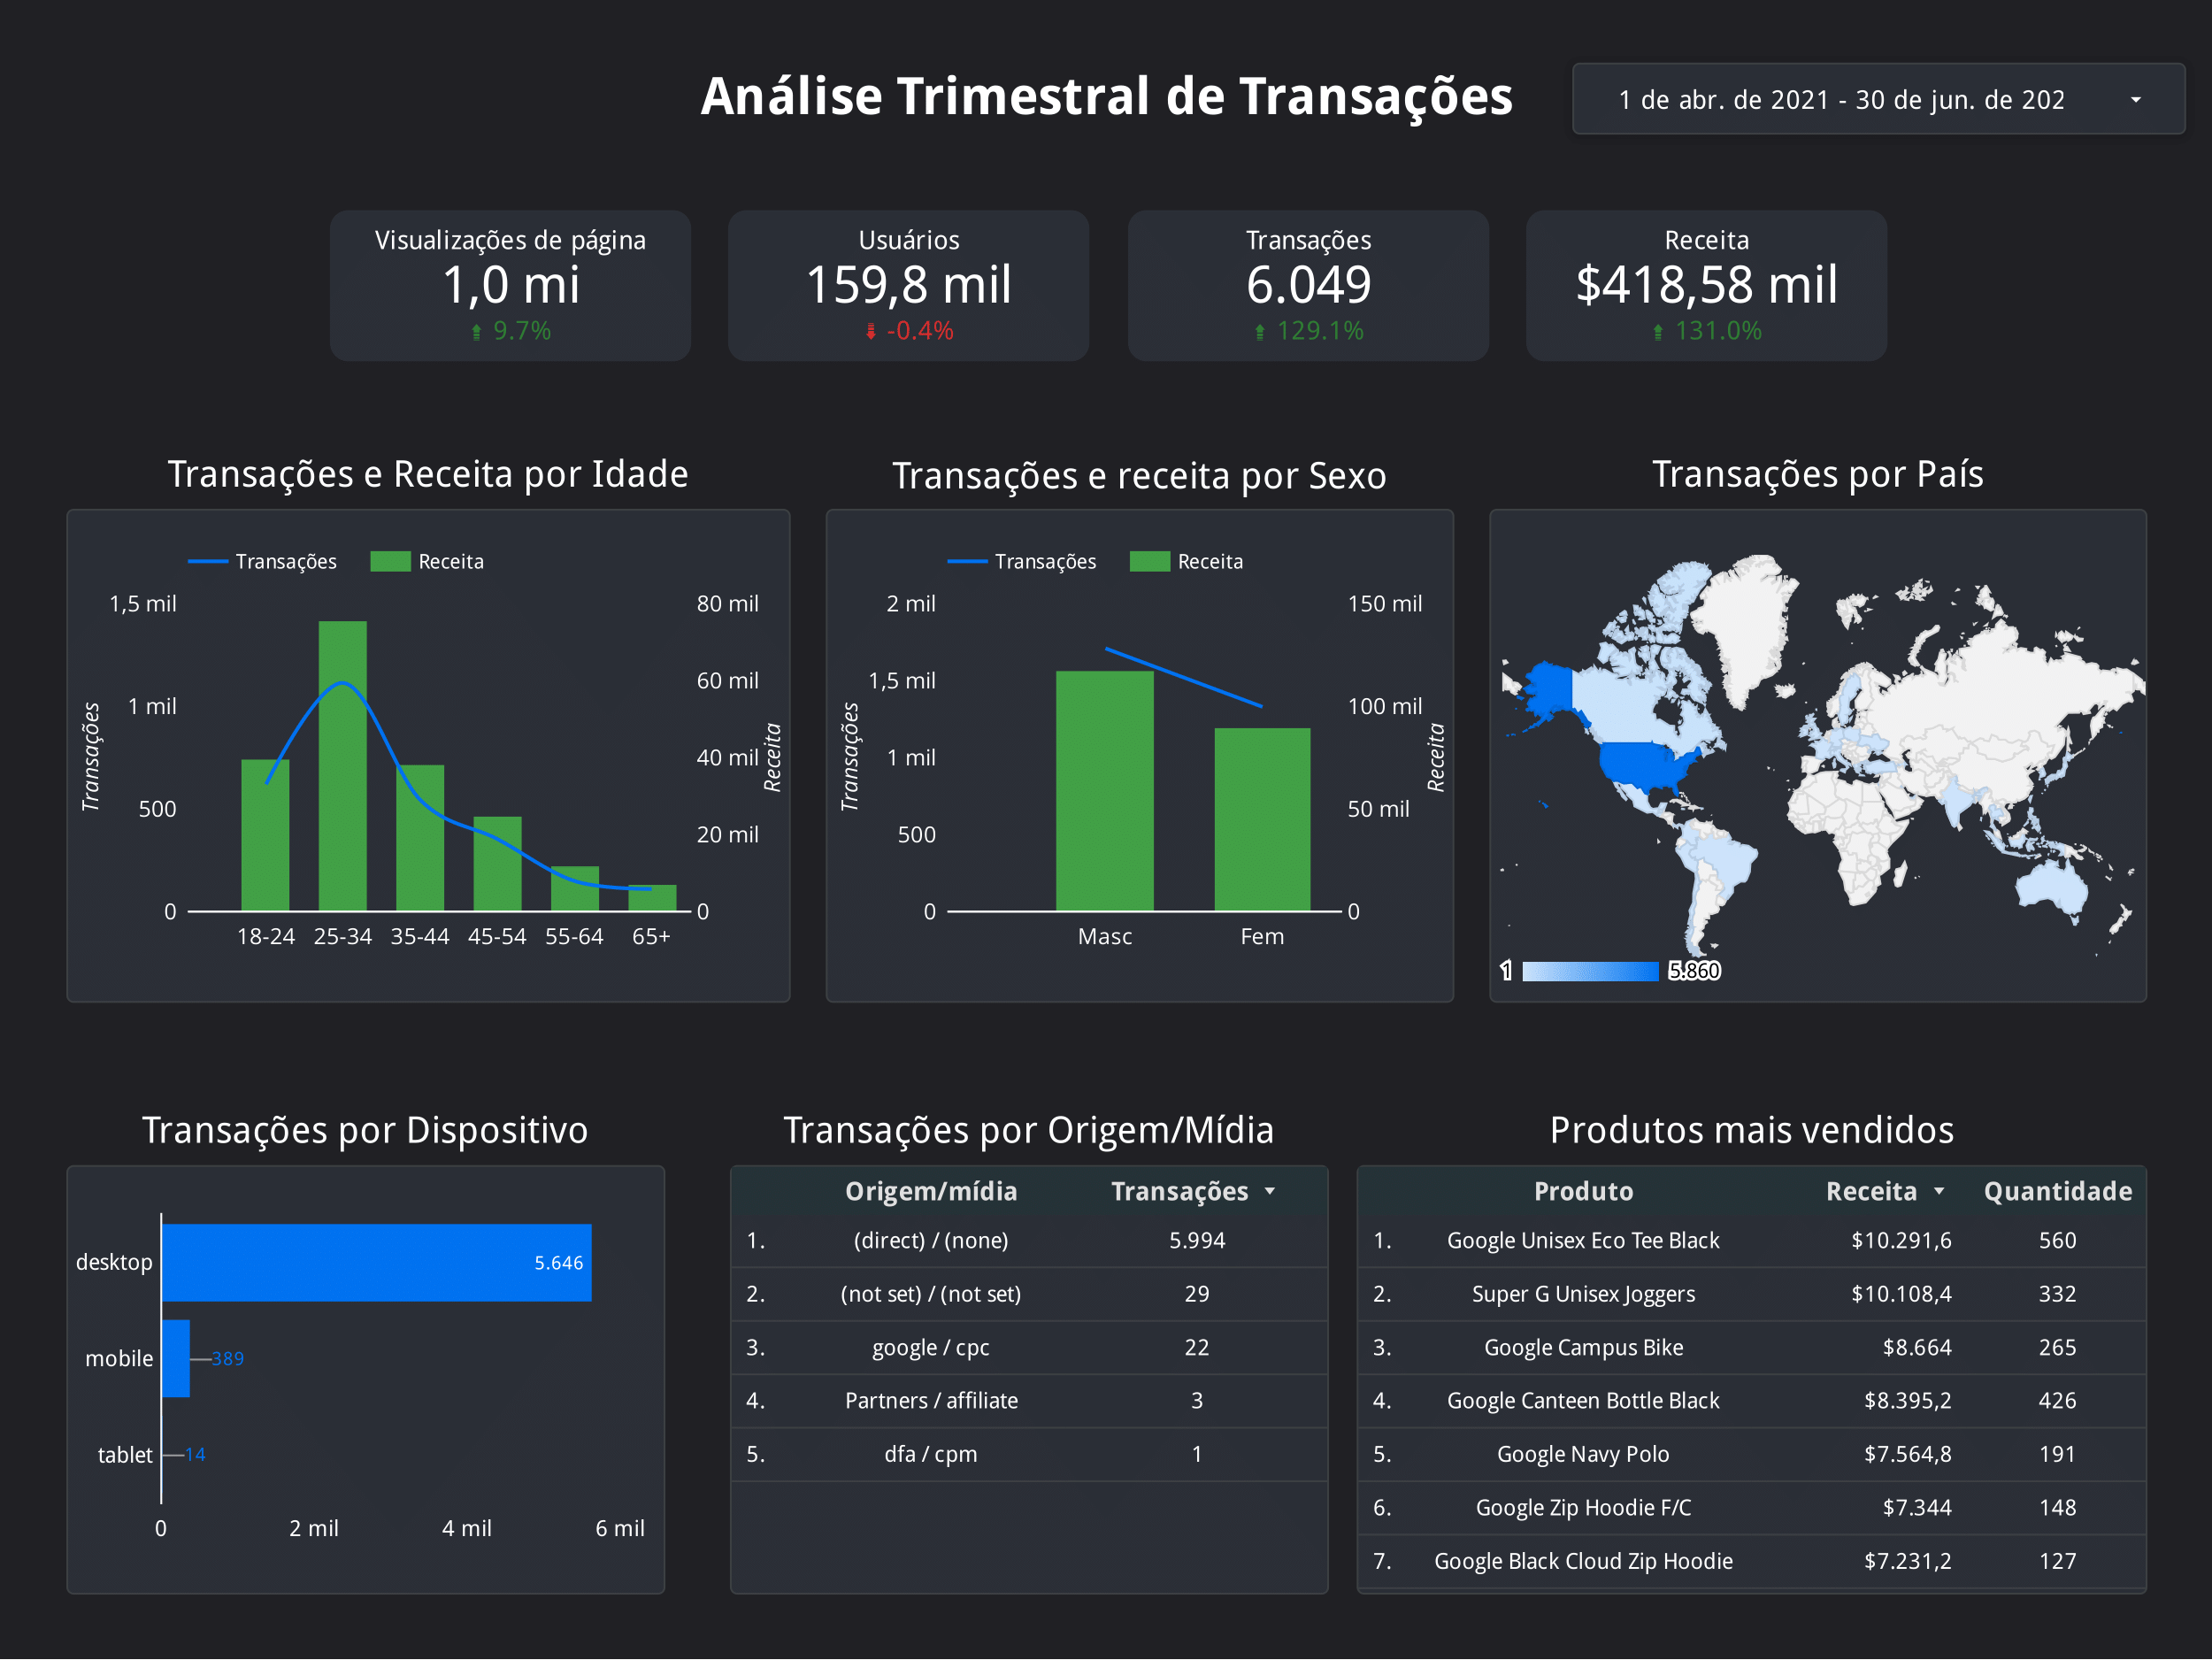 Análise Trimestral de Transações
1 de abr. de 2021 - 30 de jun. de 202
Visualizações de página
1,0 mi
9.7%
Usuários
159,8 mil
-0.4%
Transações
6.049
129.1%
Receita
$418,58 mil
131.0%
Transações e Receita por Idade
Transações Receita
1,5 mil
1 mil
500
0
Transações
80 mil
60 mil
40 mil
20 mil
0
Receita
18-24 25-34 35-44 45-54 55-64 65+
Transações e receita por Sexo
Transações Receita
2 mil
1,5 mil
1 mil
500
0
Transações
150 mil
100 mil
50 mil
0
Receita
Masc Fem
Transações por País
1 5.860
Transações por Dispositivo
desktop 5.646
mobile 389
tablet 14
0 2 mil 4 mil 6 mil
Transações por Origem/Mídia
Origem/mídia Transações
1. (direct) / (none) 5.994
2. (not set) / (not set) 29
3. google / cpc 22
4. Partners / affiliate 3
5. dfa / cpm 1
Produtos mais vendidos
Produto Receita Quantidade
1. Google Unisex Eco Tee Black $10.291,6 560
2. Super G Unisex Joggers $10.108,4 332
3. Google Campus Bike $8.664 265
4. Google Canteen Bottle Black $8.395,2 426
5. Google Navy Polo $7.564,8 191
6. Google Zip Hoodie F/C $7.344 148
7. Google Black Cloud Zip Hoodie $7.231,2 127